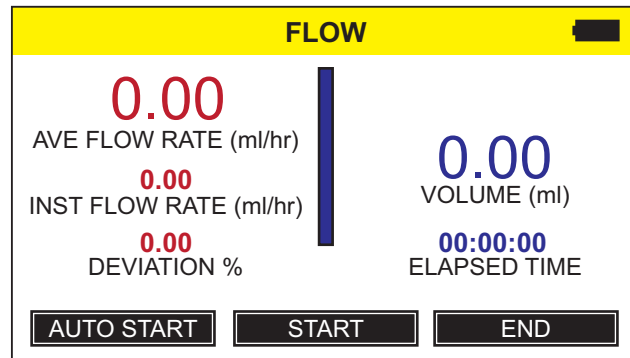 FLOW
0.00
AVE FLOW RATE (ml/hr)
0.00
INST FLOW RATE (ml/hr)
0.00
DEVIATION %
0.00
VOLUME (ml)
00:00:00
ELAPSED TIME
AUTO START
START
END